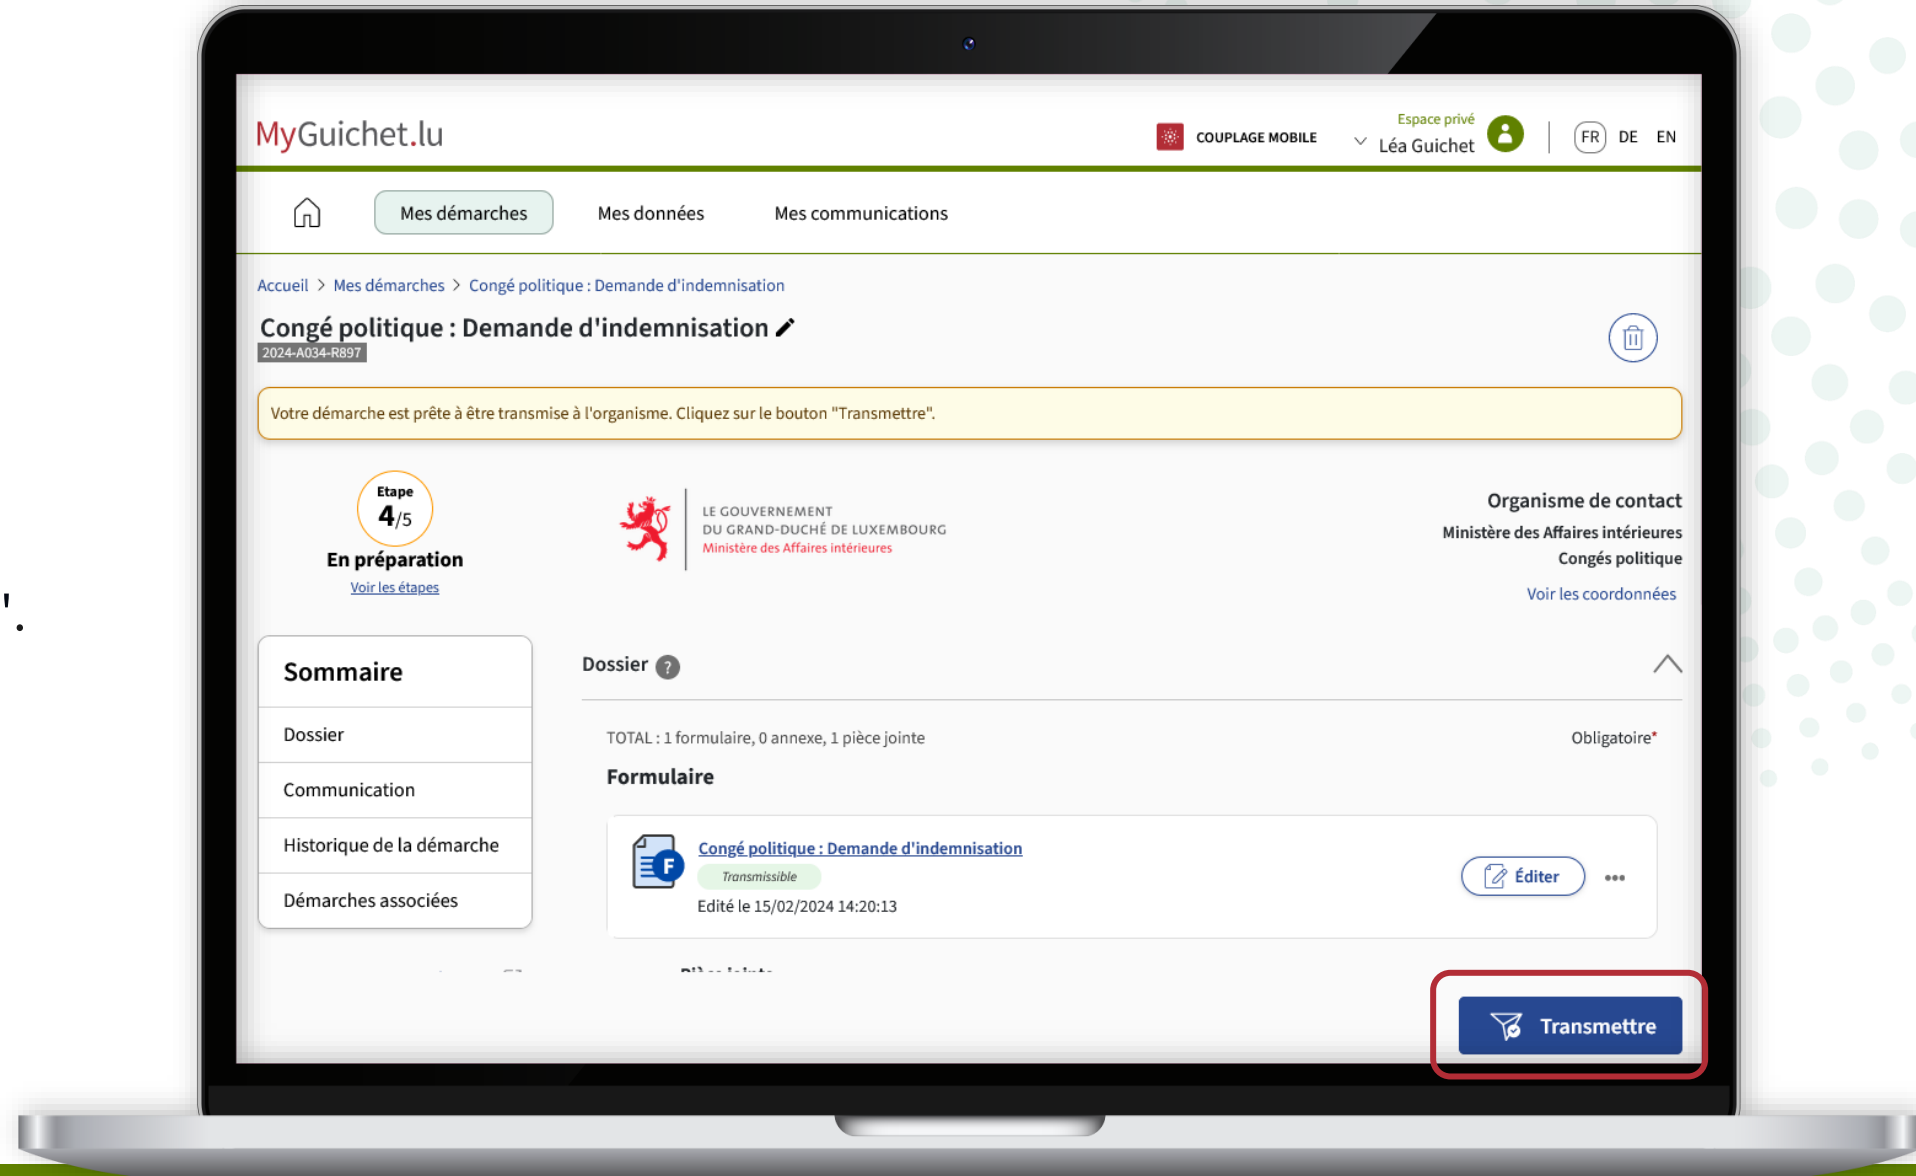 MyGuichet.lu
COUPLAGE MOBILE
Espace privé
Léa Guichet
FR DE EN
Mes démarches
Mes données
Mes communications
Accueil > Mes démarches > Congé politique : Demande d'indemnisation
Congé politique : Demande d'indemnisation
2024-A034-R897
Votre démarche est prête à être transmise à l'organisme. Cliquez sur le bouton "Transmettre".
Etape
4/5
En préparation
Voir les étapes
LE GOUVERNEMENT
DU GRAND-DUCHÉ DE LUXEMBOURG
Ministère des Affaires intérieures
Organisme de contact
Ministère des Affaires intérieures
Congés politique
Voir les coordonnées
'.
Sommaire
Dossier
Communication
Historique de la démarche
Démarches associées
Dossier ?
TOTAL : 1 formulaire, 0 annexe, 1 pièce jointe
Obligatoire*
Formulaire
F
Congé politique : Demande d'indemnisation
Transmissible
Edité le 15/02/2024 14:20:13
Éditer
Pièce jointe
Transmettre